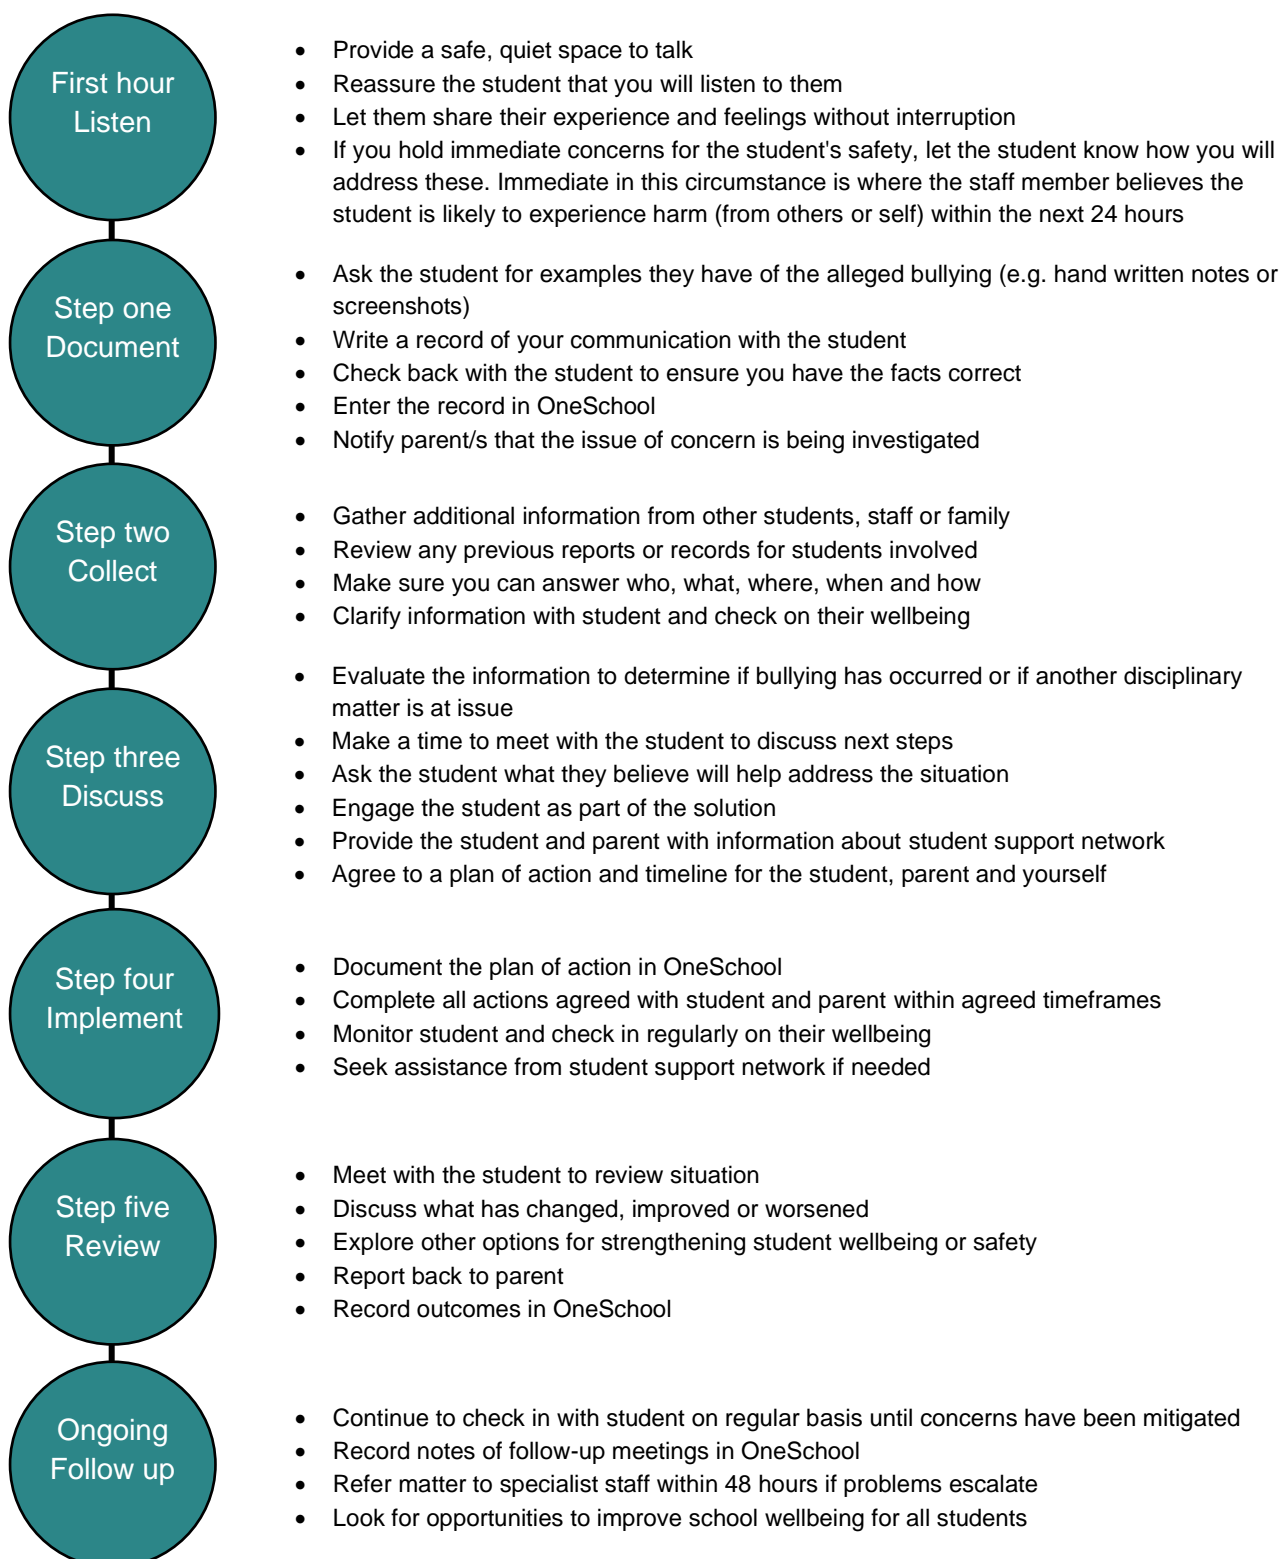 First hour
Listen
• Provide a safe, quiet space to talk
• Reassure the student that you will listen to them
• Let them share their experience and feelings without interruption
• If you hold immediate concerns for the student's safety, let the student know how you will
address these. Immediate in this circumstance is where the staff member believes the
student is likely to experience harm (from others or self) within the next 24 hours
Step one
Document
• Ask the student for examples they have of the alleged bullying (e.g. hand written notes or
screenshots)
• Write a record of your communication with the student
• Check back with the student to ensure you have the facts correct
• Enter the record in OneSchool
• Notify parent/s that the issue of concern is being investigated
Step two
Collect
• Gather additional information from other students, staff or family
• Review any previous reports or records for students involved
• Make sure you can answer who, what, where, when and how
• Clarify information with student and check on their wellbeing
Step three
Discuss
• Evaluate the information to determine if bullying has occurred or if another disciplinary
matter is at issue
• Make a time to meet with the student to discuss next steps
• Ask the student what they believe will help address the situation
• Engage the student as part of the solution
• Provide the student and parent with information about student support network
• Agree to a plan of action and timeline for the student, parent and yourself
Step four
Implement
• Document the plan of action in OneSchool
• Complete all actions agreed with student and parent within agreed timeframes
• Monitor student and check in regularly on their wellbeing
• Seek assistance from student support network if needed
Step five
Review
• Meet with the student to review situation
• Discuss what has changed, improved or worsened
• Explore other options for strengthening student wellbeing or safety
• Report back to parent
• Record outcomes in OneSchool
Ongoing
Follow up
• Continue to check in with student on regular basis until concerns have been mitigated
• Record notes of follow-up meetings in OneSchool
• Refer matter to specialist staff within 48 hours if problems escalate
• Look for opportunities to improve school wellbeing for all students